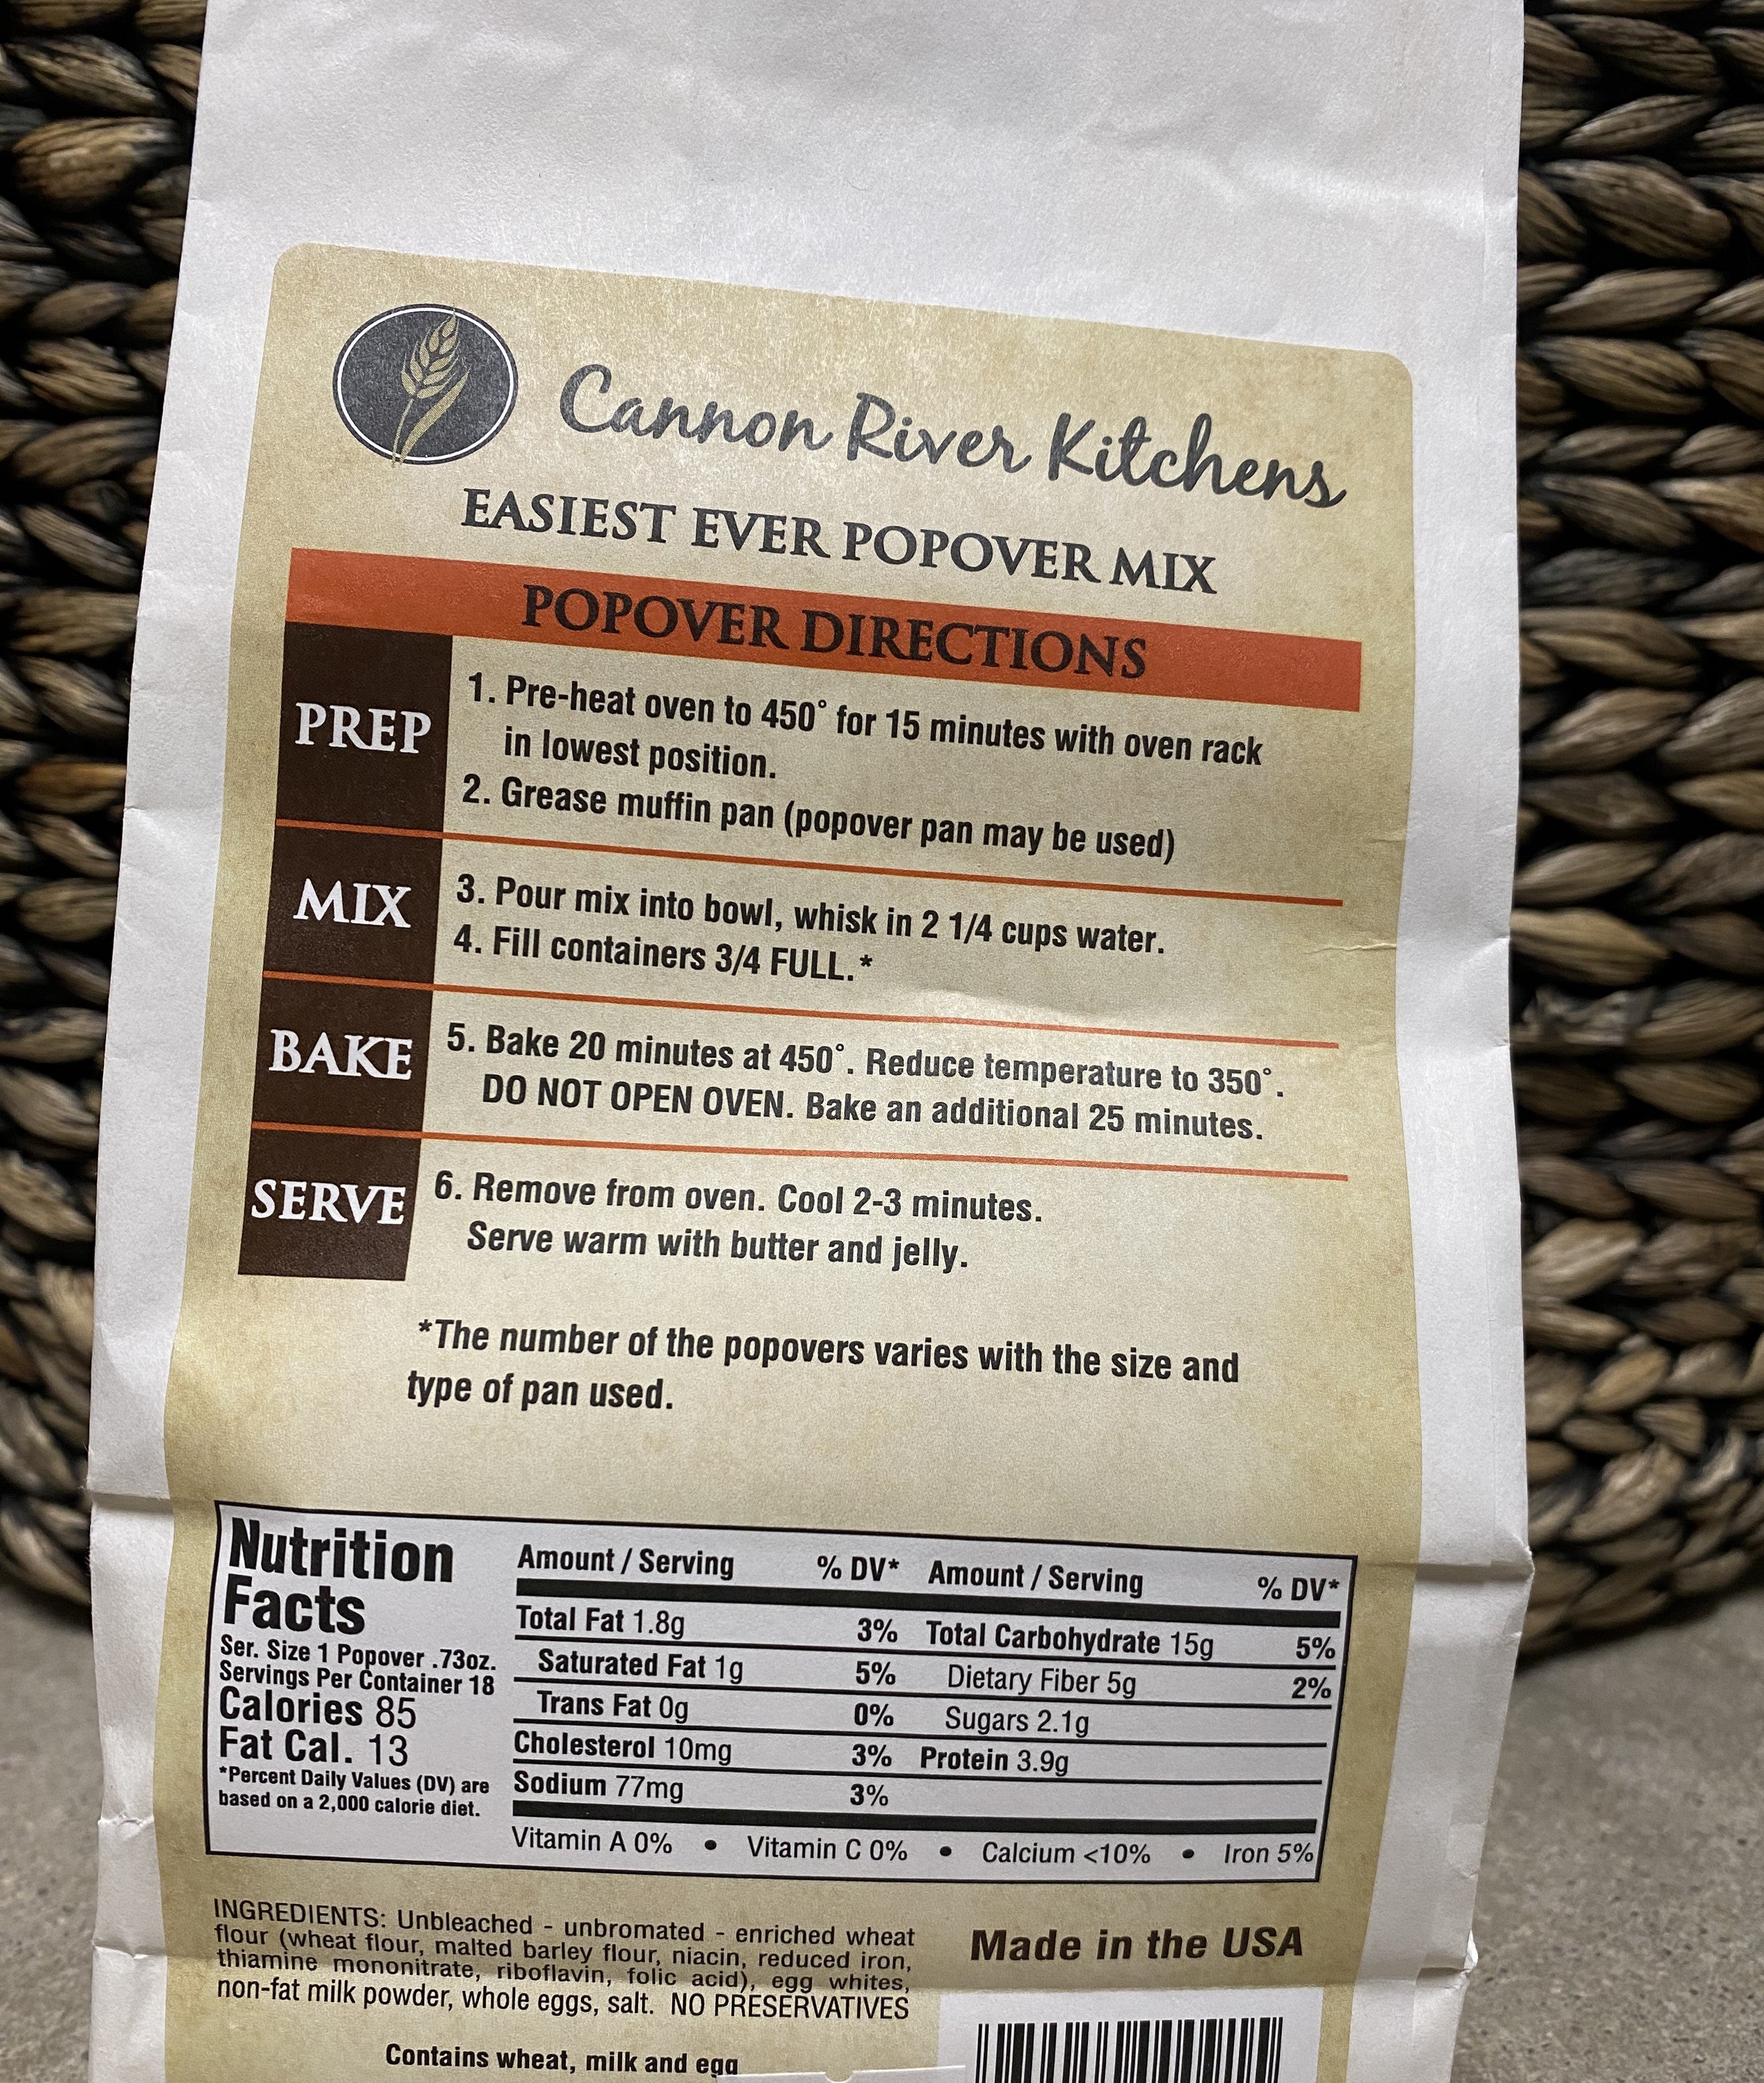 Cannon River Kitchens
EASIEST EVER POPOVER MIX
POPOVER DIRECTIONS
PREP
1. Pre-heat oven to 450° for 15 minutes with oven rack
in lowest position.
2. Grease muffin pan (popover pan may be used)
MIX
3. Pour mix into bowl, whisk in 2 1/4 cups water.
4. Fill containers 3/4 FULL.*
BAKE
5. Bake 20 minutes at 450°. Reduce temperature to 350°.
DO NOT OPEN OVEN. Bake an additional 25 minutes.
SERVE
6. Remove from oven. Cool 2-3 minutes.
Serve warm with butter and jelly.
*The number of the popovers varies with the size and
type of pan used.
Nutrition
Facts
Ser. Size 1 Popover .73oz.
Servings Per Container 18
Calories 85
Fat Cal. 13
*Percent Daily Values (DV) are
based on a 2,000 calorie diet.
Amount / Serving % DV* Amount / Serving % DV*
Total Fat 1.8g 3% Total Carbohydrate 15g 5%
Saturated Fat 1g 5% Dietary Fiber 5g 2%
Trans Fat 0g 0% Sugars 2.1g
Cholesterol 10mg 3% Protein 3.9g
Sodium 77mg 3%
Vitamin A 0% • Vitamin C 0% • Calcium <10% • Iron 5%
INGREDIENTS: Unbleached - unbromated - enriched wheat
flour (wheat flour, malted barley flour, niacin, reduced iron,
thiamine mononitrate, riboflavin, folic acid), egg whites,
non-fat milk powder, whole eggs, salt. NO PRESERVATIVES
Contains wheat, milk and egg
Made in the USA